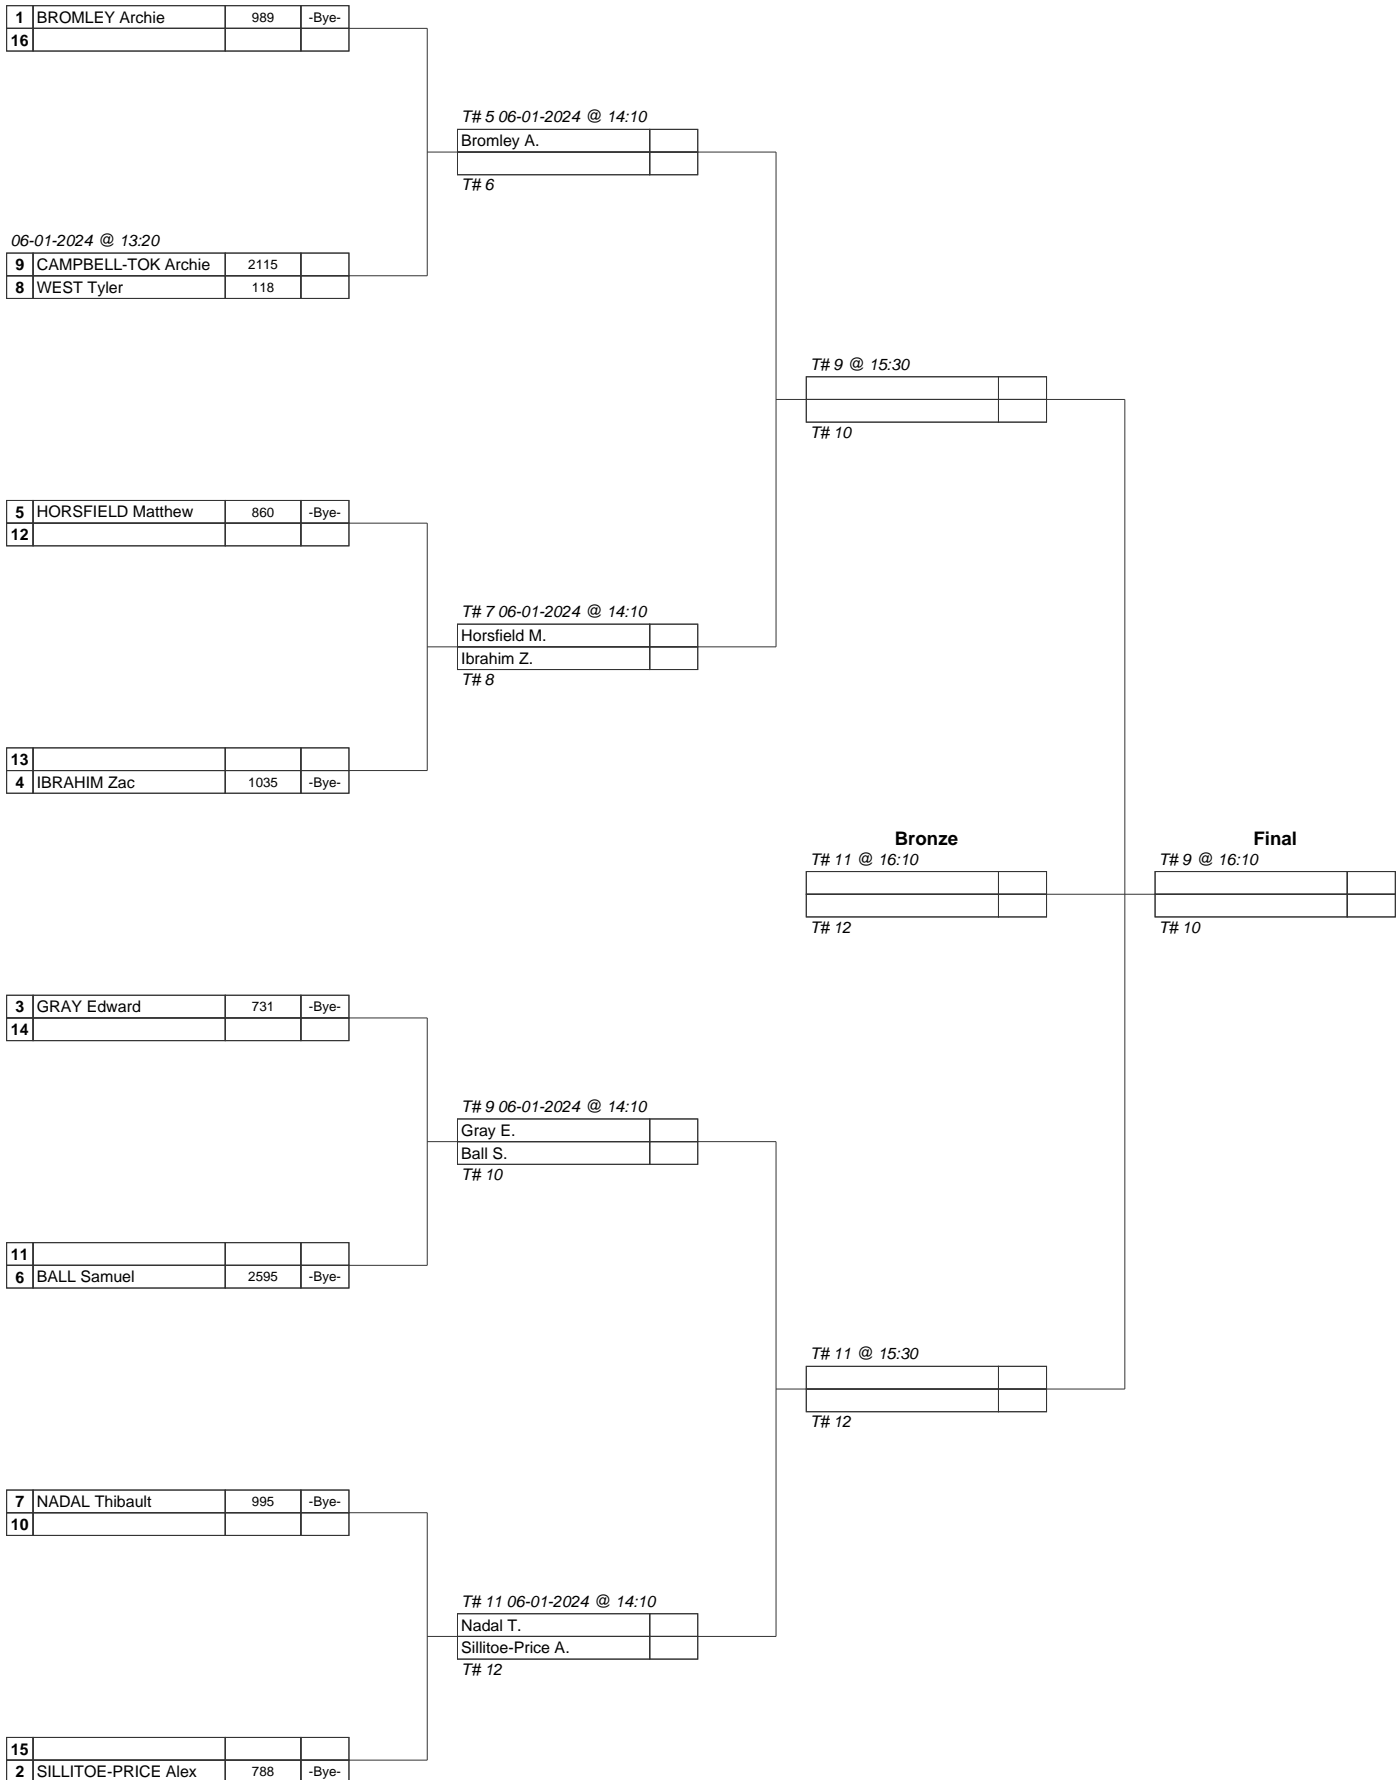 1 BROMLEY Archie 989 -Bye-
16
T# 5 06-01-2024 @ 14:10
Bromley A.
T# 6
06-01-2024 @ 13:20
9 CAMPBELL-TOK Archie 2115
8 WEST Tyler 118
T# 9 @ 15:30
T# 10
5 HORSFIELD Matthew 860 -Bye-
12
T# 7 06-01-2024 @ 14:10
Horsfield M.
Ibrahim Z.
T# 8
13
4 IBRAHIM Zac 1035 -Bye-
Bronze
T# 11 @ 16:10
T# 12
Final
T# 9 @ 16:10
T# 10
3 GRAY Edward 731 -Bye-
14
T# 9 06-01-2024 @ 14:10
Gray E.
Ball S.
T# 10
11
6 BALL Samuel 2595 -Bye-
T# 11 @ 15:30
T# 12
7 NADAL Thibault 995 -Bye-
10
T# 11 06-01-2024 @ 14:10
Nadal T.
Sillitoe-Price A.
T# 12
15
2 SILLITOE-PRICE Alex 788 -Bye-